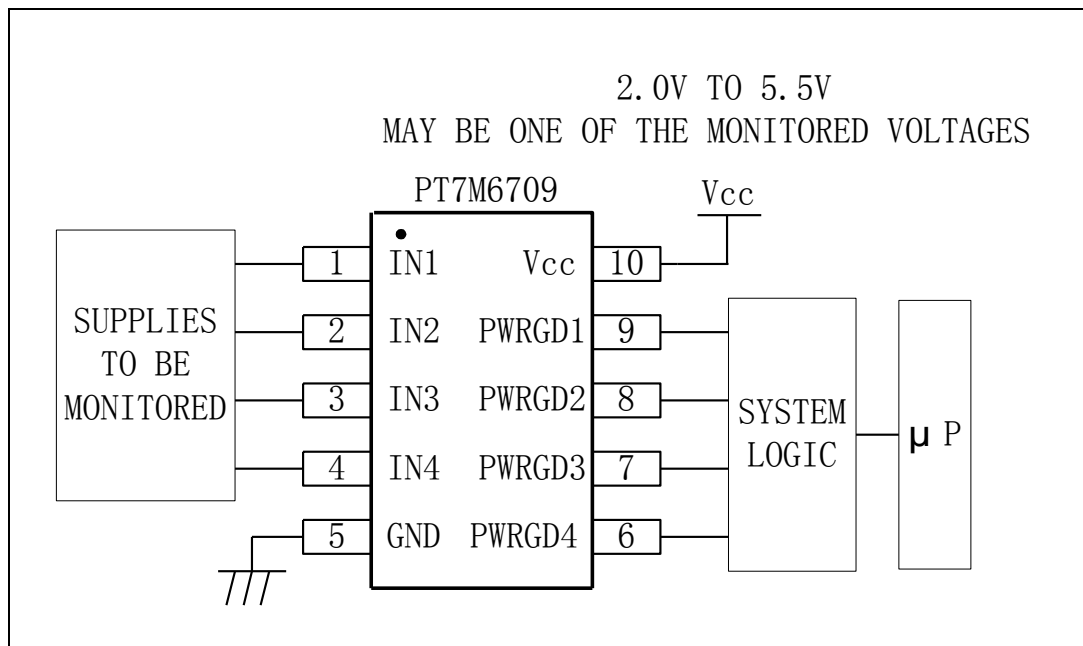 2.0V TO 5.5V
MAY BE ONE OF THE MONITORED VOLTAGES
PT7M6709
Vcc
SUPPLIES
TO BE
MONITORED
1 IN1 Vcc 10
2 IN2 PWRGD1 9
3 IN3 PWRGD2 8
4 IN4 PWRGD3 7
5 GND PWRGD4 6
SYSTEM
LOGIC
μ P